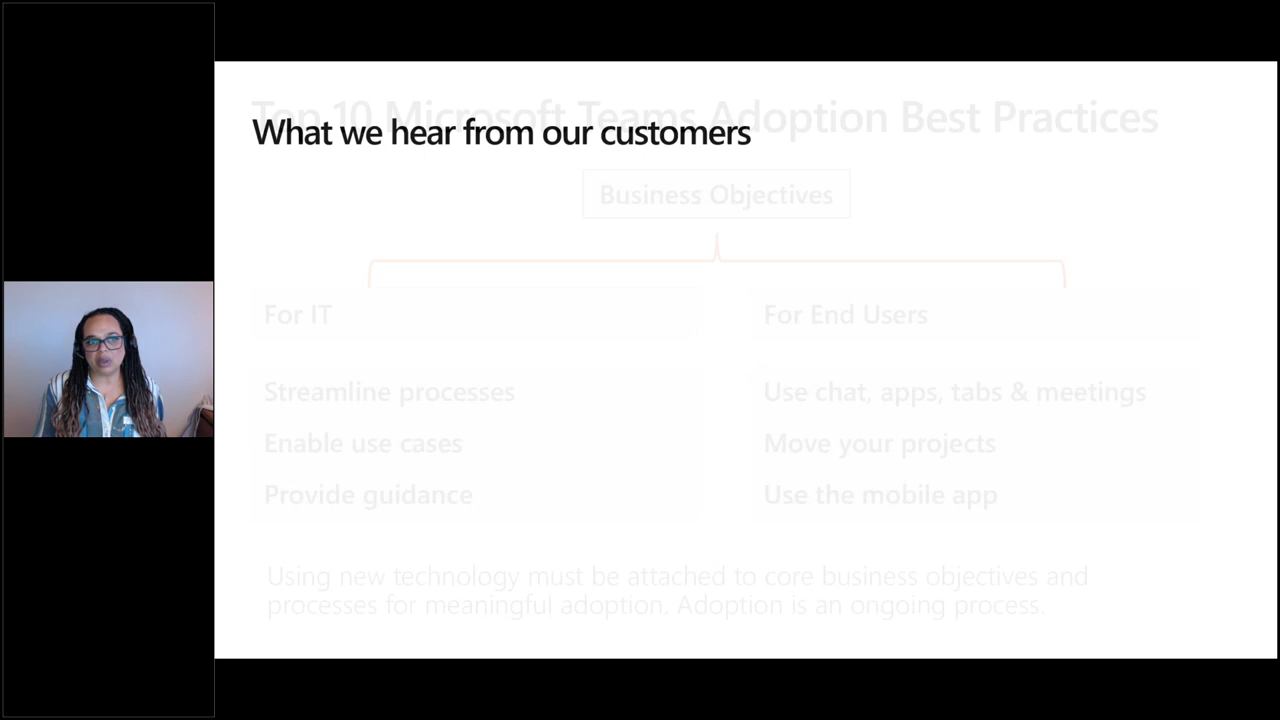 Top 10 Microsoft Teams Adoption Best Practices
What we hear from our customers
Business Objectives
For IT
For End Users
Streamline processes
Use chat, apps, tabs & meetings
Enable use cases
Move your projects
Provide guidance
Use the mobile app
Using new technology must be attached to core business objectives and
processes for meaningful adoption. Adoption is an ongoing process.